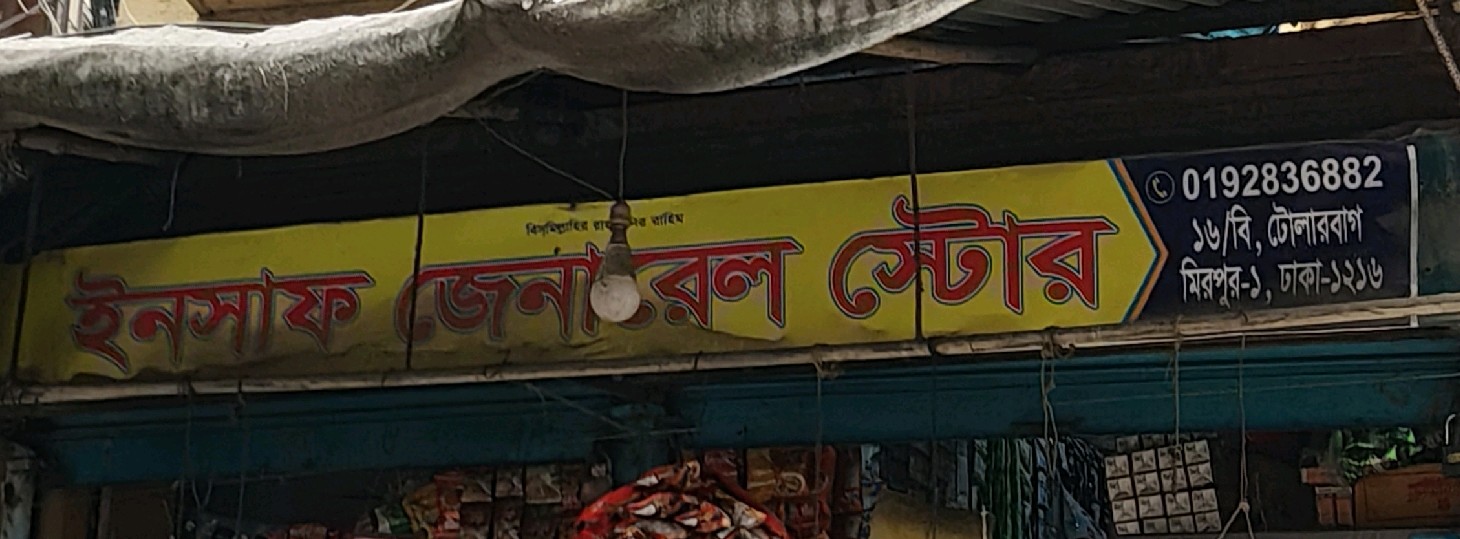 বিসমিল্লাহির রাহমানির রাহিম
ইনসাফ জেনারেল স্টোর
0192836882
১৬/বি, টোলারবাগ
মিরপুর-১, ঢাকা-১২১৬